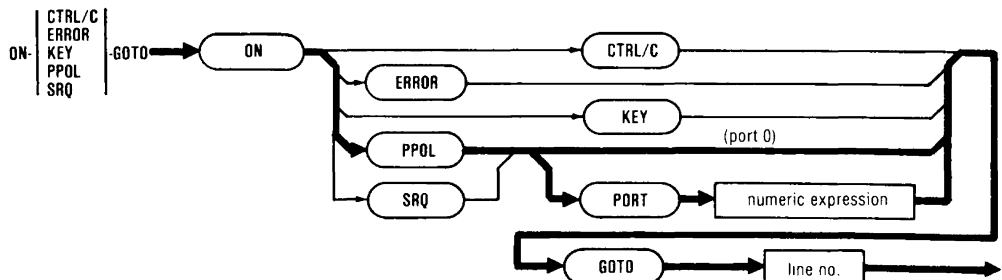 ON- | CTRL/C ERROR KEY PPOL SRQ | -GOTO
ON
CTRL/C
ERROR
KEY
PPOL
(port 0)
SRQ
PORT
numeric expression
GOTO
line no.